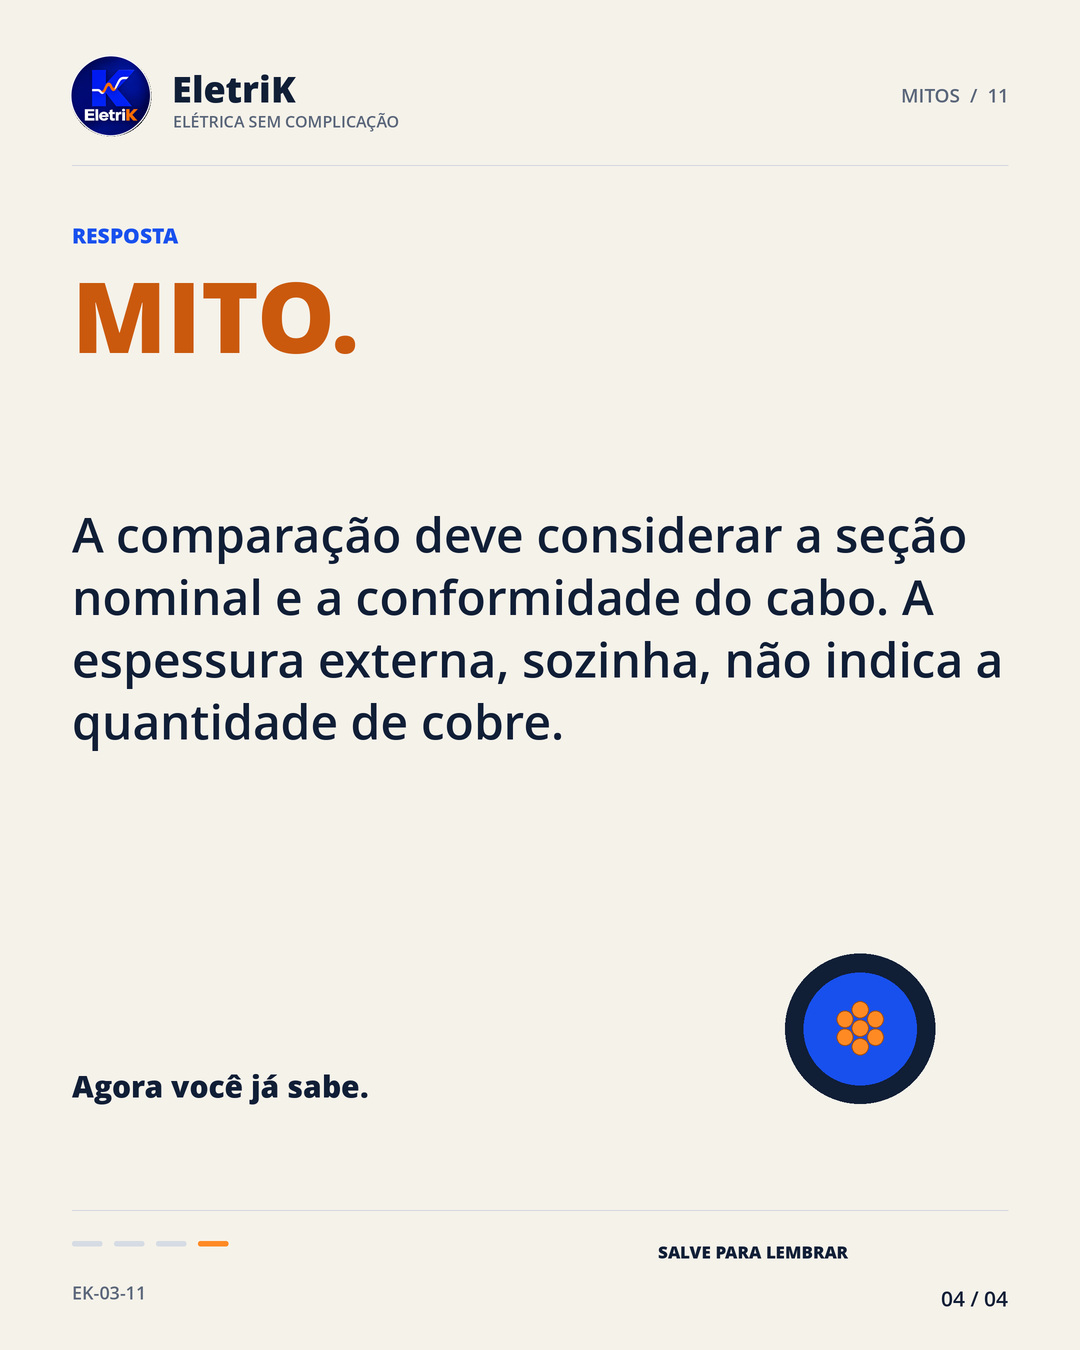 EletriK
EletriK
ELÉTRICA SEM COMPLICAÇÃO
MITOS / 11
RESPOSTA
MITO.
A comparação deve considerar a seção
nominal e a conformidade do cabo. A
espessura externa, sozinha, não indica a
quantidade de cobre.
Agora você já sabe.
SALVE PARA LEMBRAR
EK-03-11
04 / 04